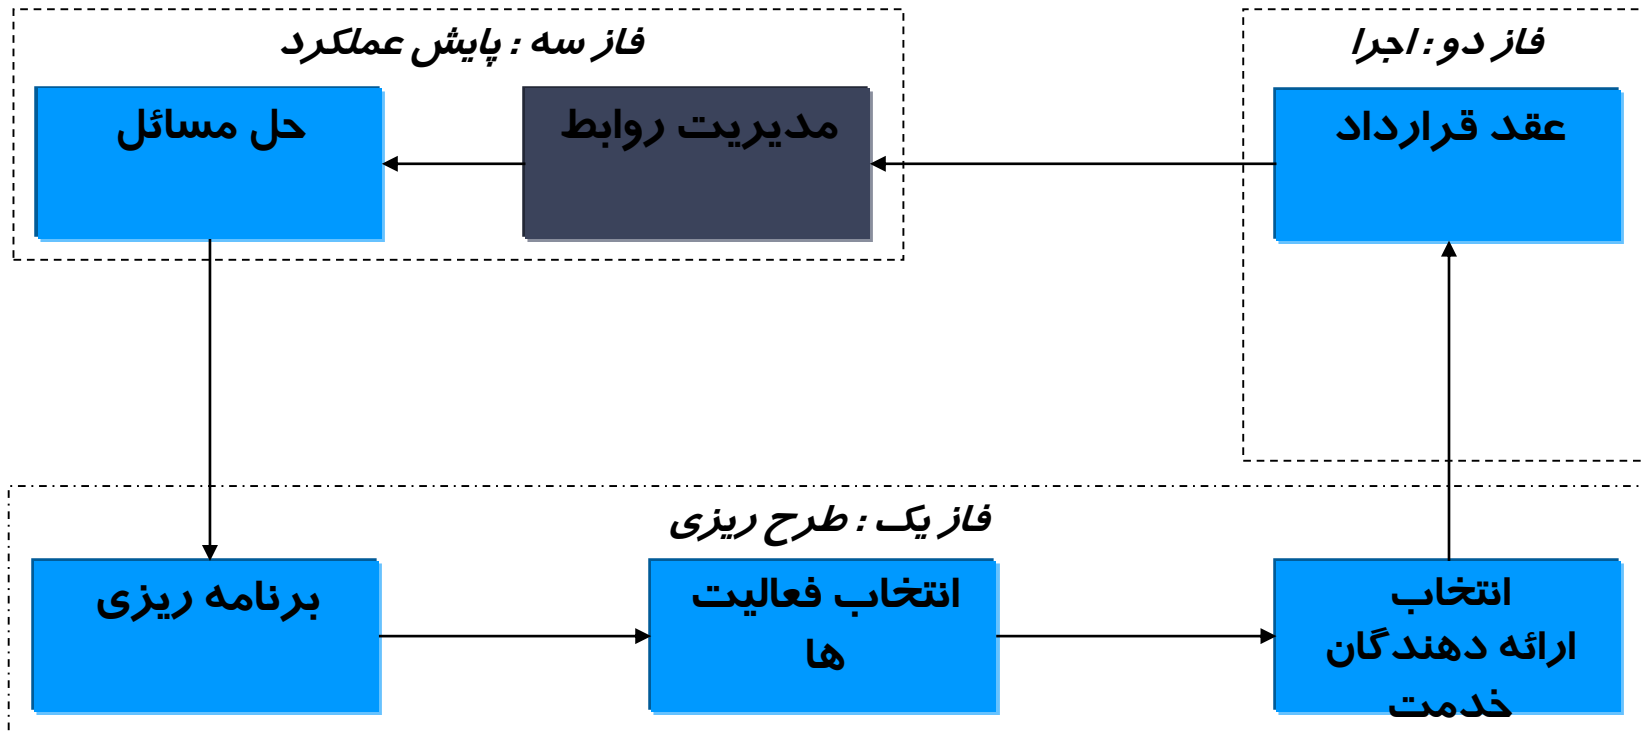 فاز دو : اجرا
فاز سه : پایش عملکرد
عقد قرارداد
مدیریت روابط
حل مسائل
فاز یک : طرح ریزی
برنامه ریزی
انتخاب فعالیت
ها
انتخاب
ارائه دهندگان
خدمت